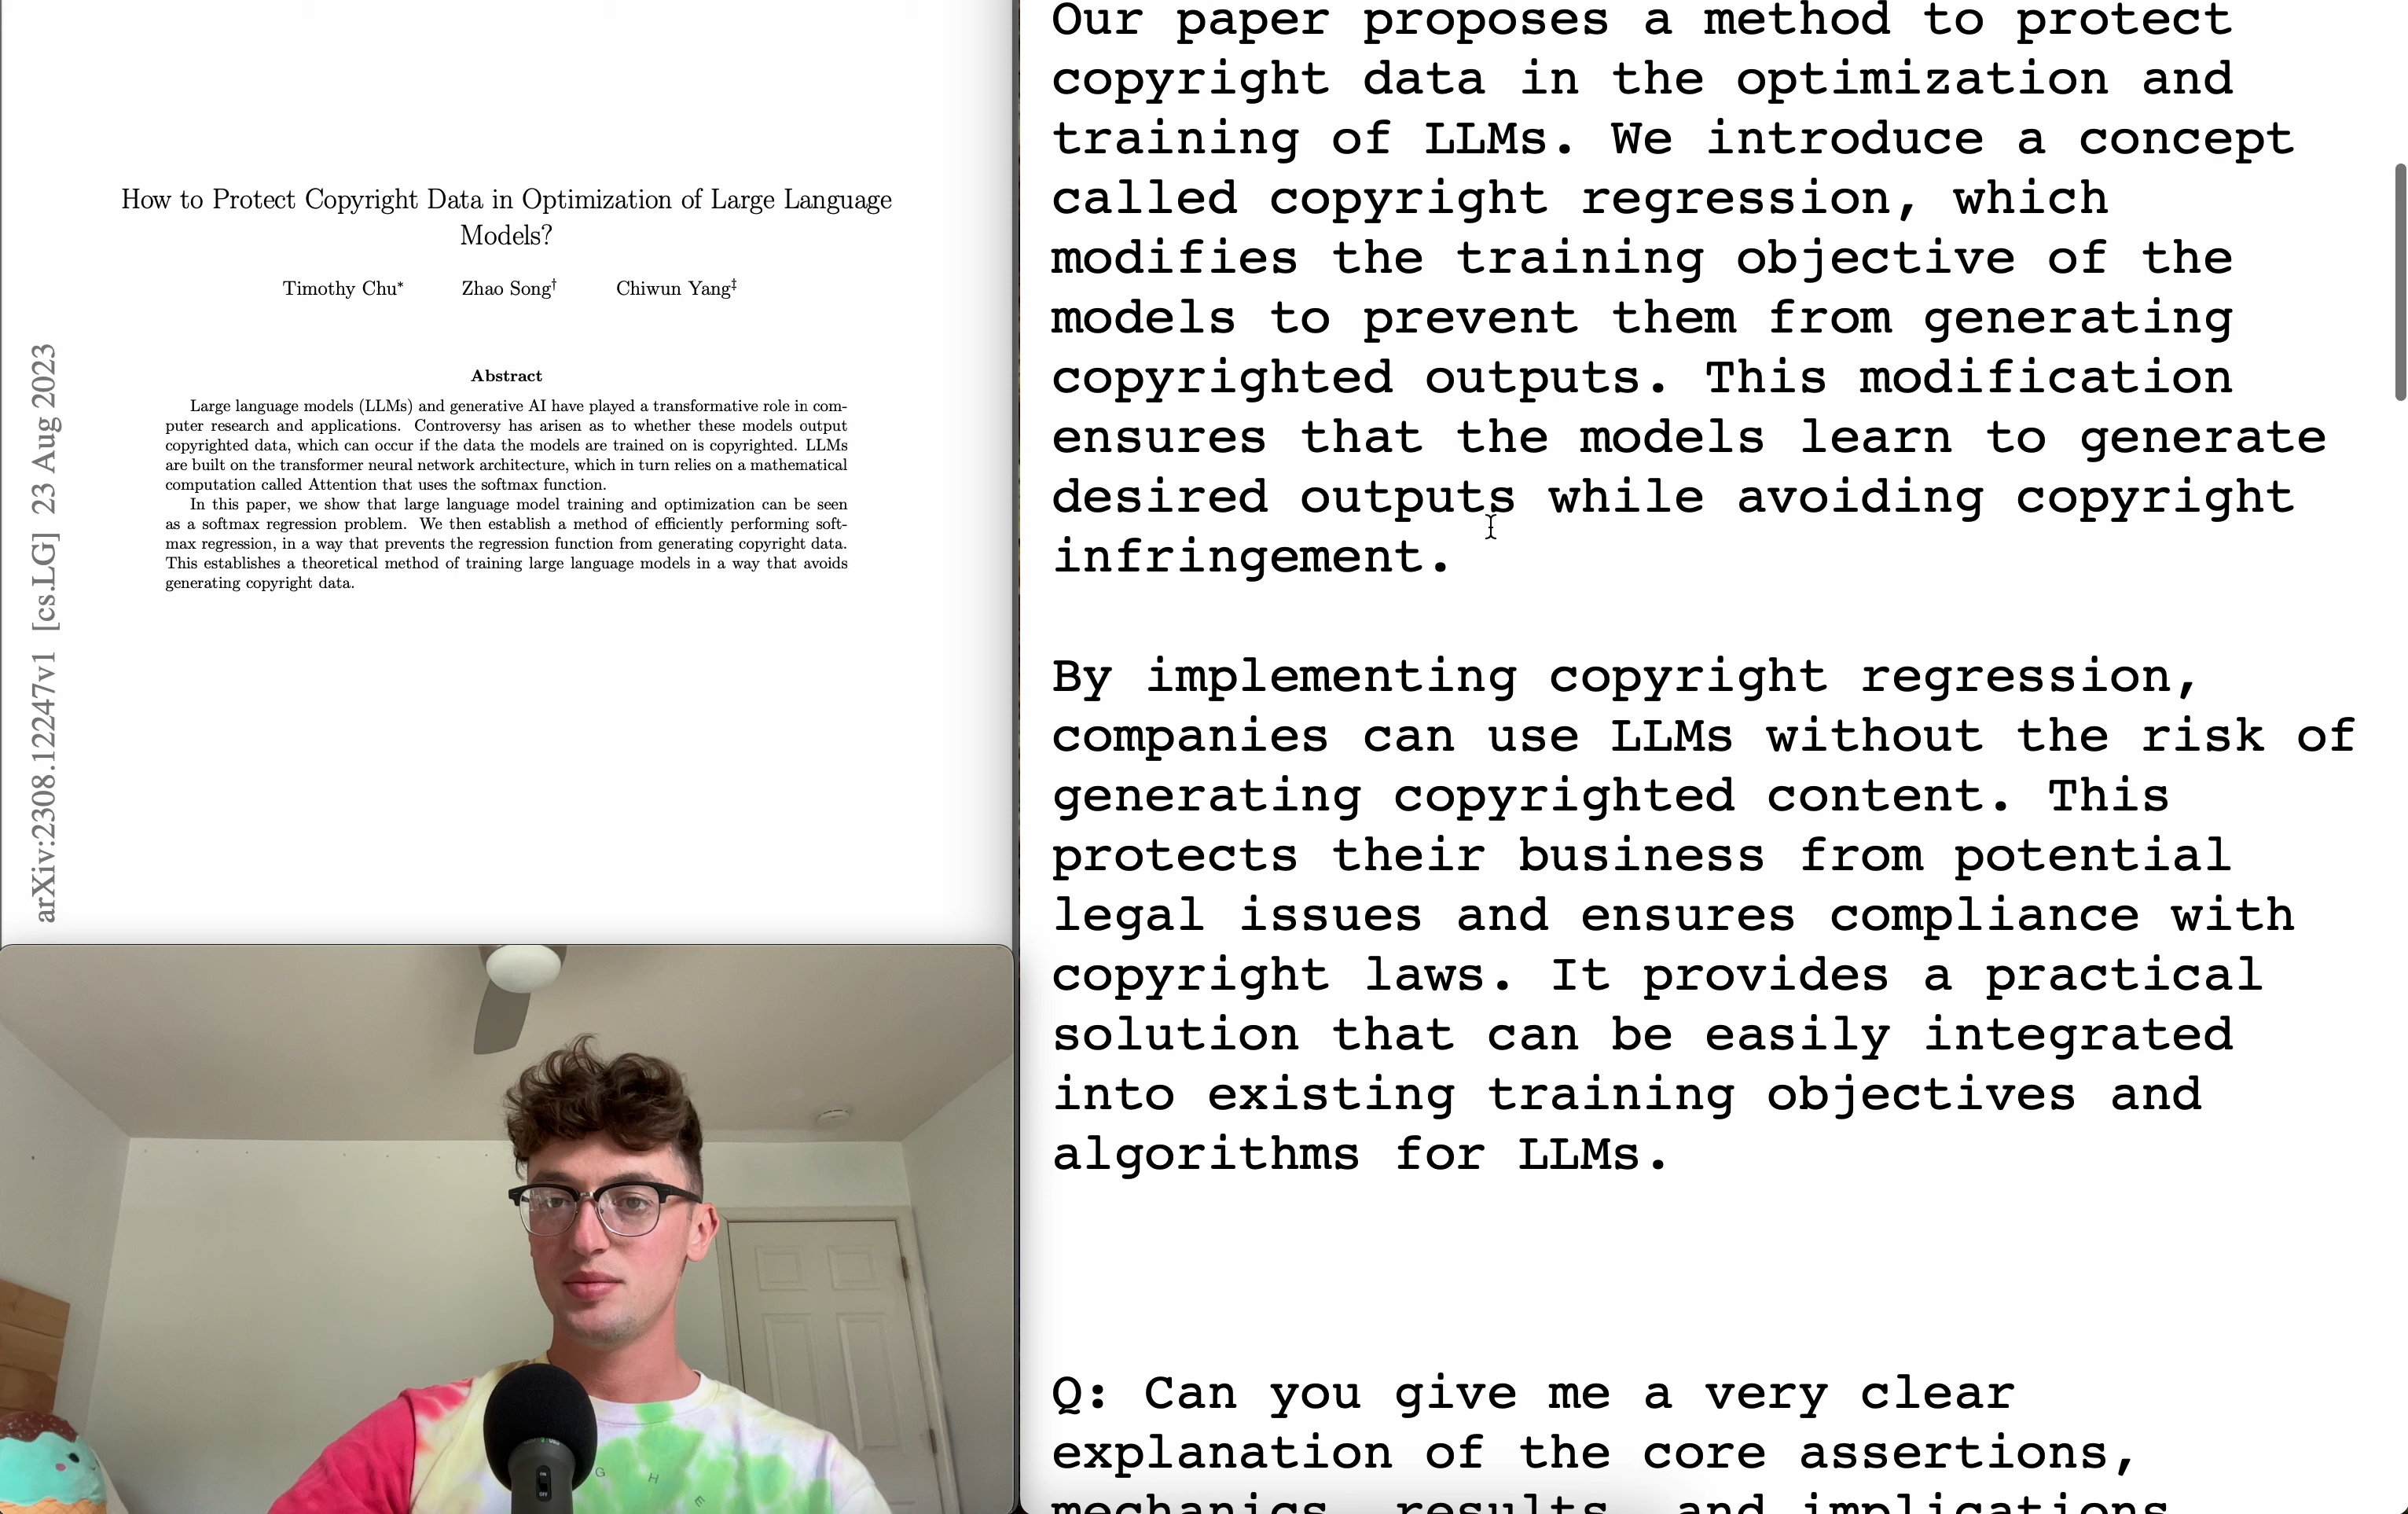 How to Protect Copyright Data in Optimization of Large Language
Models?
Timothy Chu* Zhao Song† Chiwun Yang‡
Abstract
Large language models (LLMs) and generative AI have played a transformative role in com-
puter research and applications. Controversy has arisen as to whether these models output
copyrighted data, which can occur if the data the models are trained on is copyrighted. LLMs
are built on the transformer neural network architecture, which in turn relies on a mathematical
computation called Attention that uses the softmax function.
In this paper, we show that large language model training and optimization can be seen
as a softmax regression problem. We then establish a method of efficiently performing soft-
max regression, in a way that prevents the regression function from generating copyright data.
This establishes a theoretical method of training large language models in a way that avoids
generating copyright data.
arXiv:2308.12247v1 [cs.LG] 23 Aug 2023
Our paper proposes a method to protect
copyright data in the optimization and
training of LLMs. We introduce a concept
called copyright regression, which
modifies the training objective of the
models to prevent them from generating
copyrighted outputs. This modification
ensures that the models learn to generate
desired outputs while avoiding copyright
infringement.
By implementing copyright regression,
companies can use LLMs without the risk of
generating copyrighted content. This
protects their business from potential
legal issues and ensures compliance with
copyright laws. It provides a practical
solution that can be easily integrated
into existing training objectives and
algorithms for LLMs.
Q: Can you give me a very clear
explanation of the core assertions,
mechanics, results, and implications
G H E